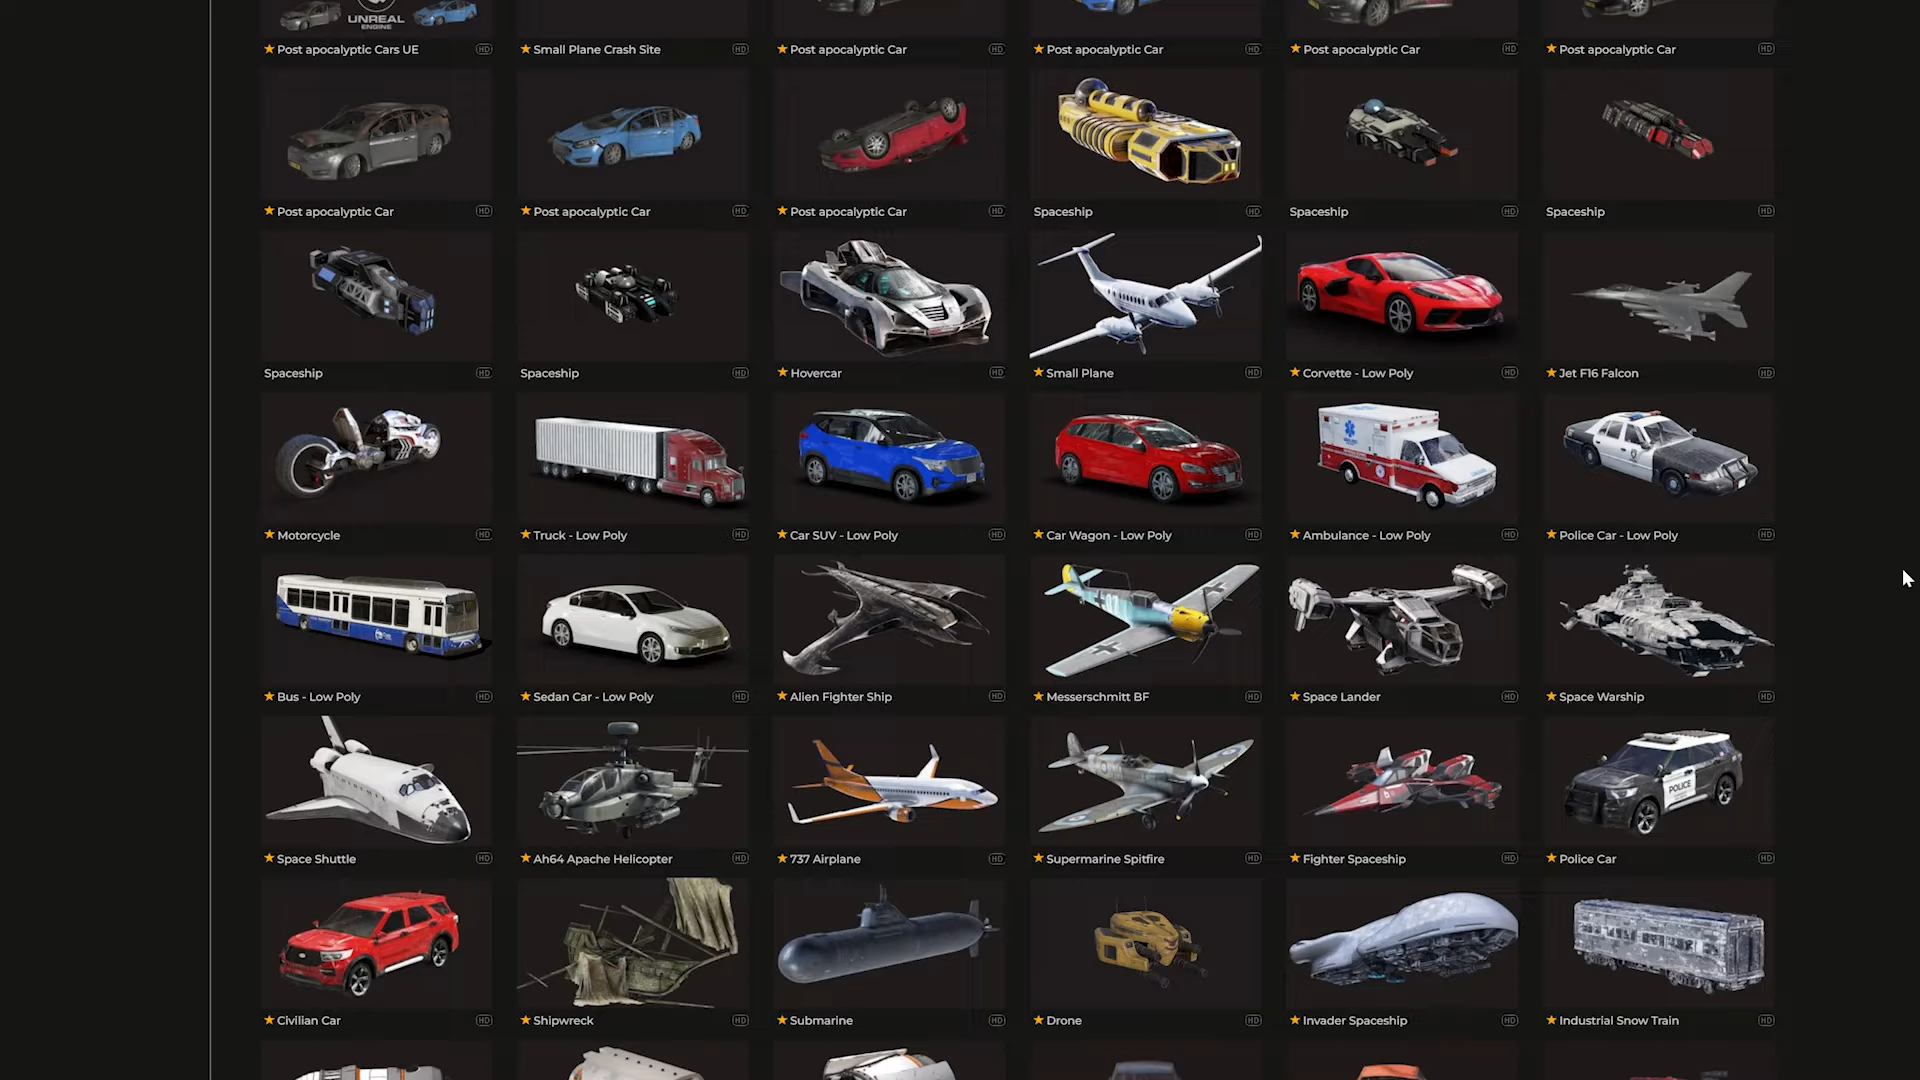 UNREAL
ENGINE
Post apocalyptic Cars UE HD
Small Plane Crash Site HD
Post apocalyptic Car HD
Post apocalyptic Car HD
Post apocalyptic Car HD
Post apocalyptic Car HD
Post apocalyptic Car HD
Post apocalyptic Car HD
Post apocalyptic Car HD
Spaceship HD
Spaceship HD
Spaceship HD
Spaceship HD
Spaceship HD
Hovercar HD
Small Plane HD
Corvette - Low Poly HD
Jet F16 Falcon HD
Motorcycle HD
Truck - Low Poly HD
Car SUV - Low Poly HD
Car Wagon - Low Poly HD
Ambulance - Low Poly HD
Police Car - Low Poly HD
Bus - Low Poly HD
Sedan Car - Low Poly HD
Alien Fighter Ship HD
Messerschmitt BF HD
Space Lander HD
Space Warship HD
POLICE
Space Shuttle HD
Ah64 Apache Helicopter HD
737 Airplane HD
Supermarine Spitfire HD
Fighter Spaceship HD
Police Car HD
Civilian Car HD
Shipwreck HD
Submarine HD
Drone HD
Invader Spaceship HD
Industrial Snow Train HD